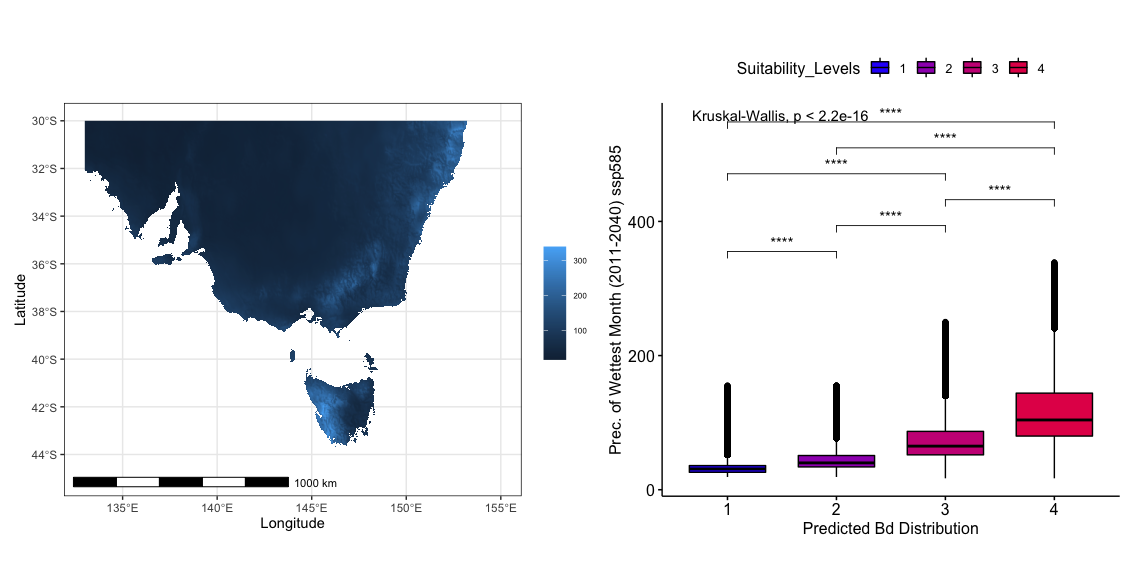 30°S
32°S
34°S
36°S
38°S
40°S
42°S
44°S
Latitude
1000 km
135°E 140°E 145°E 150°E 155°E
Longitude
300
200
100
Suitability_Levels 1 2 3 4
Kruskal-Wallis, p < 2.2e-16
****
****
****
****
****
****
Prec. of Wettest Month (2011-2040) ssp585
400
200
0
1 2 3 4
Predicted Bd Distribution